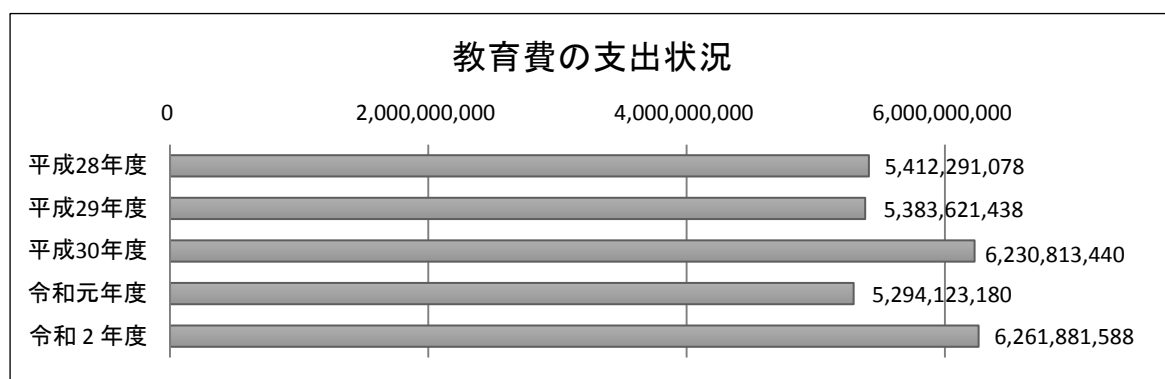 教育費の支出状況
0 2,000,000,000 4,000,000,000 6,000,000,000
平成28年度 5,412,291,078
平成29年度 5,383,621,438
平成30年度 6,230,813,440
令和元年度 5,294,123,180
令和２年度 6,261,881,588